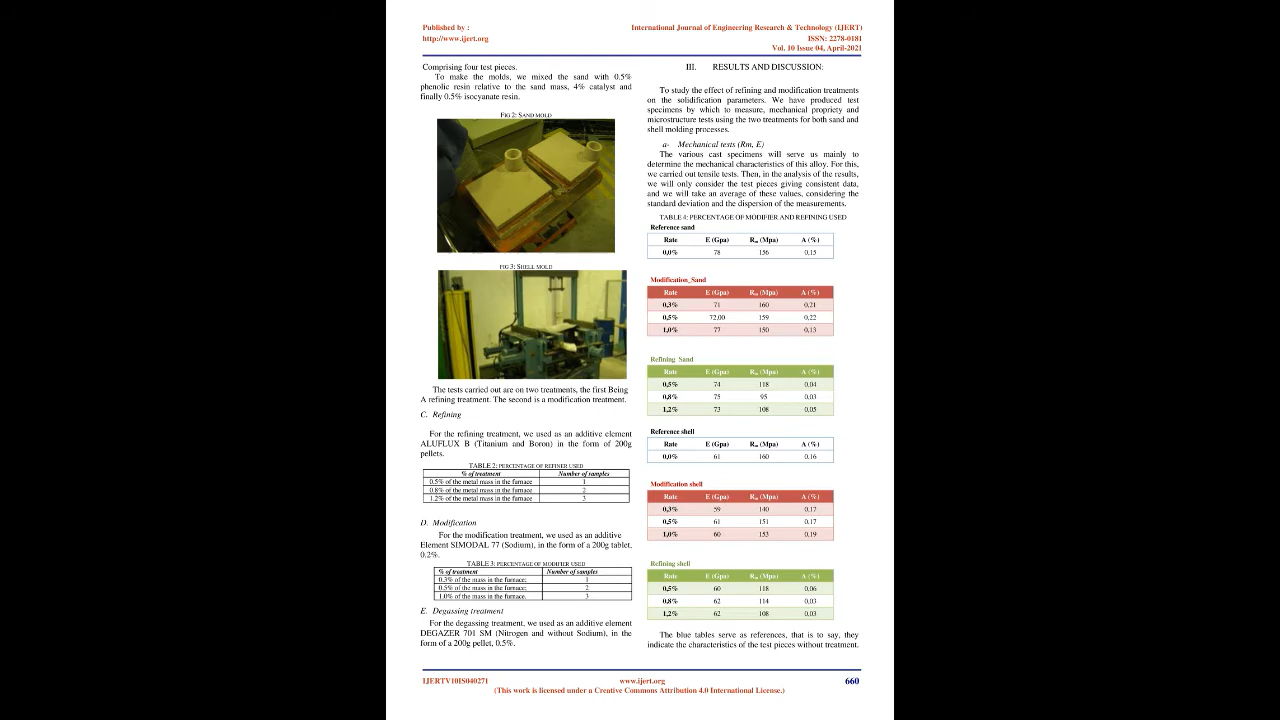 Published by :
http://www.ijert.org
International Journal of Engineering Research & Technology (IJERT)
ISSN: 2278-0181
Vol. 10 Issue 04, April-2021
Comprising four test pieces.
To make the molds, we mixed the sand with 0.5%
phenolic resin relative to the sand mass, 4% catalyst and
finally 0.5% isocyanate resin.
FIG 2: SAND MOLD
FIG 3: SHELL MOLD
The tests carried out are on two treatments, the first Being
A refining treatment. The second is a modification treatment.
C. Refining
For the refining treatment, we used as an additive element
ALUFLUX B (Titanium and Boron) in the form of 200g
pellets.
TABLE 2: PERCENTAGE OF REFINER USED
% of treatment Number of samples
0.5% of the metal mass in the furnace 1
0.8% of the metal mass in the furnace 2
1.2% of the metal mass in the furnace 3
D. Modification
For the modification treatment, we used as an additive
Element SIMODAL 77 (Sodium), in the form of a 200g tablet,
0.2%.
TABLE 3: PERCENTAGE OF MODIFIER USED
% of treatment Number of samples
0.3% of the mass in the furnace; 1
0.5% of the mass in the furnace; 2
1.0% of the mass in the furnace. 3
E. Degassing treatment
For the degassing treatment, we used as an additive element
DEGAZER 701 SM (Nitrogen and without Sodium), in the
form of a 200g pellet, 0.5%.
III. RESULTS AND DISCUSSION:
To study the effect of refining and modification treatments
on the solidification parameters. We have produced test
specimens by which to measure, mechanical propriety and
microstructure tests using the two treatments for both sand and
shell molding processes.
a- Mechanical tests (Rm, E)
The various cast specimens will serve us mainly to
determine the mechanical characteristics of this alloy. For this,
we carried out tensile tests. Then, in the analysis of the results,
we will only consider the test pieces giving consistent data,
and we will take an average of these values, considering the
standard deviation and the dispersion of the measurements.
TABLE 4: PERCENTAGE OF MODIFIER AND REFINING USED
Reference sand
Rate E (Gpa) Rm (Mpa) A (%)
0,0% 78 156 0,15
Modification_Sand
Rate E (Gpa) Rm (Mpa) A (%)
0,3% 71 160 0,21
0,5% 72,00 159 0,22
1,0% 77 150 0,13
Refining_Sand
Rate E (Gpa) Rm (Mpa) A (%)
0,5% 74 118 0,04
0,8% 75 95 0,03
1,2% 73 108 0,05
Reference shell
Rate E (Gpa) Rm (Mpa) A (%)
0,0% 61 160 0,16
Modification shell
Rate E (Gpa) Rm (Mpa) A (%)
0,3% 59 140 0,17
0,5% 61 151 0,17
1,0% 60 153 0,19
Refining shell
Rate E (Gpa) Rm (Mpa) A (%)
0,5% 60 118 0,06
0,8% 62 114 0,03
1,2% 62 108 0,03
The blue tables serve as references, that is to say, they
indicate the characteristics of the test pieces without treatment.
IJERTV10IS040271
www.ijert.org
660
(This work is licensed under a Creative Commons Attribution 4.0 International License.)